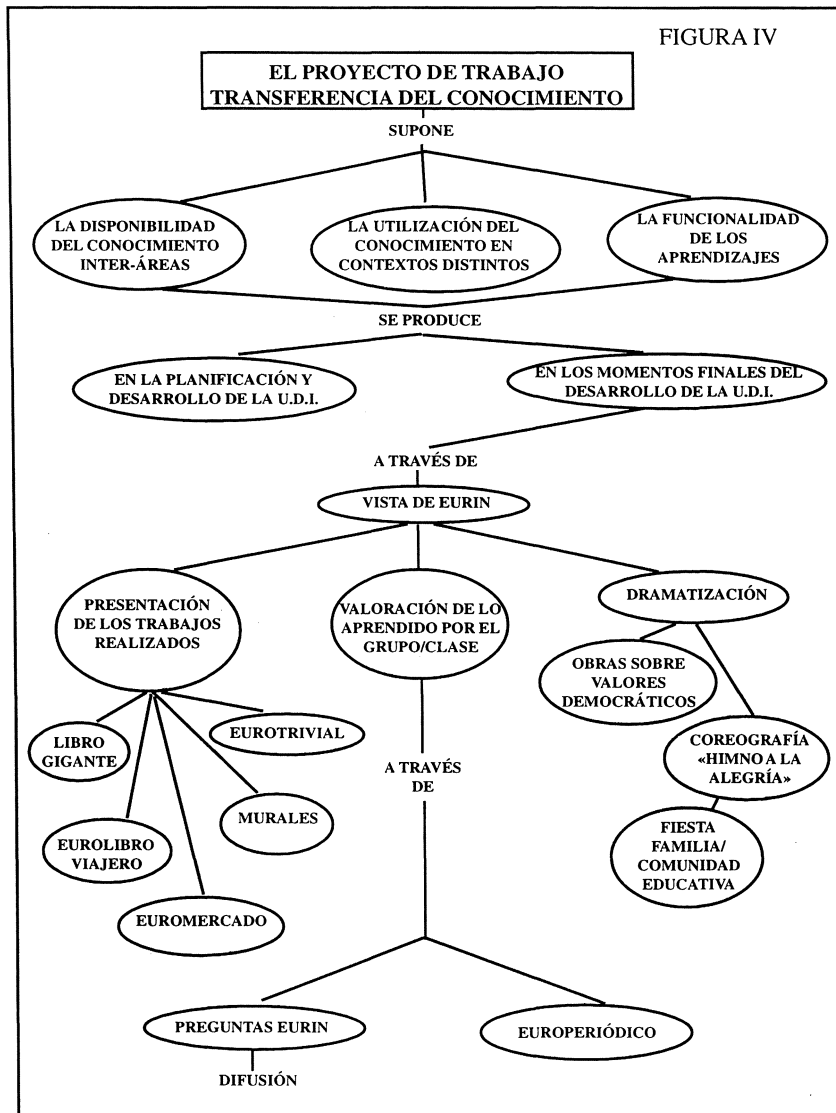 FIGURA IV
EL PROYECTO DE TRABAJO
TRANSFERENCIA DEL CONOCIMIENTO
SUPONE
LA DISPONIBILIDAD
DEL CONOCIMIENTO
INTER-ÁREAS
LA UTILIZACIÓN DEL
CONOCIMIENTO EN
CONTEXTOS DISTINTOS
LA FUNCIONALIDAD
DE LOS
APRENDIZAJES
SE PRODUCE
EN LA PLANIFICACIÓN Y
DESARROLLO DE LA U.D.I.
EN LOS MOMENTOS FINALES DEL
DESARROLLO DE LA U.D.I.
A TRAVÉS DE
VISTA DE EURIN
PRESENTACIÓN
DE LOS TRABAJOS
REALIZADOS
VALORACIÓN DE LO
APRENDIDO POR EL
GRUPO/CLASE
DRAMATIZACIÓN
OBRAS SOBRE
VALORES
DEMOCRÁTICOS
LIBRO
GIGANTE
EUROTRIVIAL
COREOGRAFÍA
«HIMNO A LA
ALEGRÍA»
A TRAVÉS
DE
EUROLIBRO
VIAJERO
MURALES
FIESTA
FAMILIA/
COMUNIDAD
EDUCATIVA
EUROMERCADO
PREGUNTAS EURIN
EUROPERIÓDICO
DIFUSIÓN